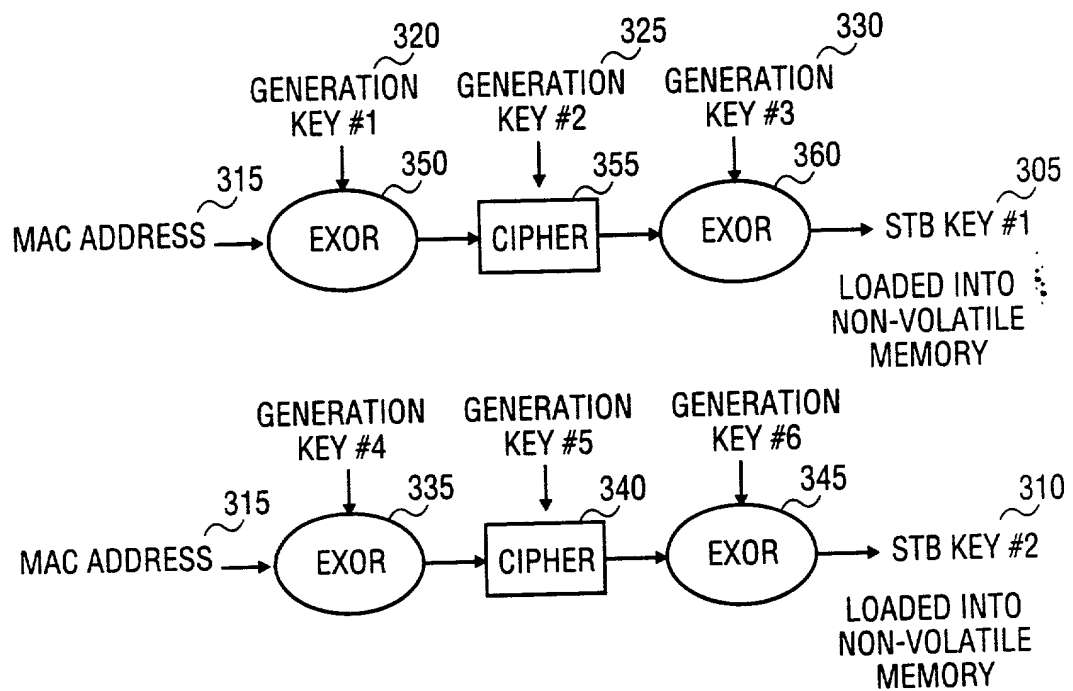 320
325
330
GENERATION
KEY #1
GENERATION
KEY #2
GENERATION
KEY #3
315
350
355
360
305
MAC ADDRESS
EXOR
CIPHER
EXOR
STB KEY #1
LOADED INTO
NON-VOLATILE
MEMORY
GENERATION
KEY #4
GENERATION
KEY #5
GENERATION
KEY #6
315
335
340
345
310
MAC ADDRESS
EXOR
CIPHER
EXOR
STB KEY #2
LOADED INTO
NON-VOLATILE
MEMORY